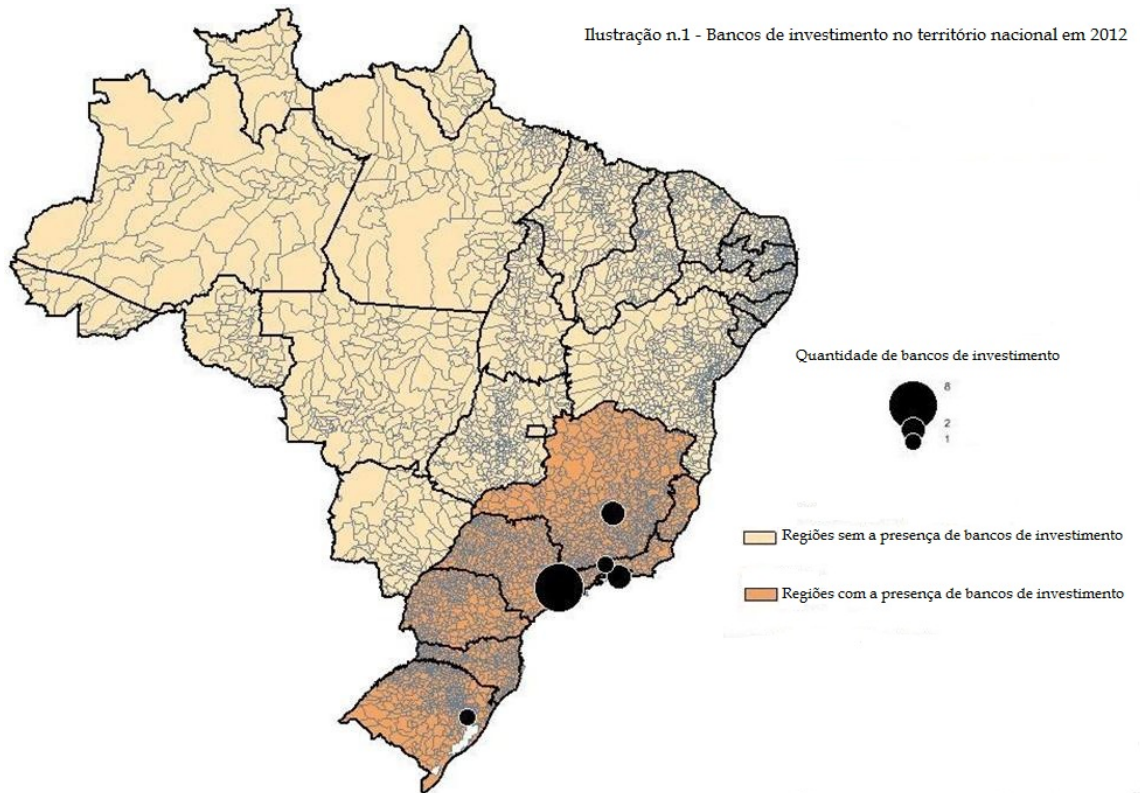 Ilustração n.1 - Bancos de investimento no território nacional em 2012
Quantidade de bancos de investimento
8
2
1
Regiões sem a presença de bancos de investimento
Regiões com a presença de bancos de investimento